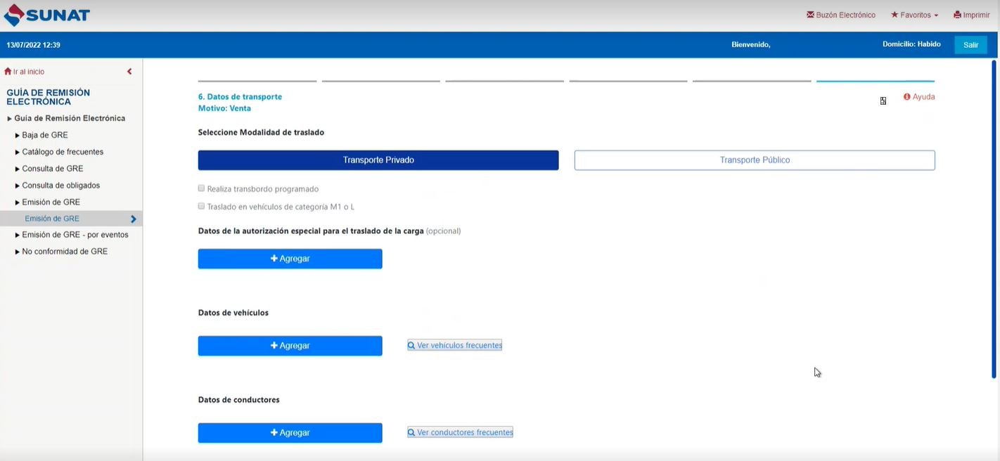 SUNAT
Buzón Electrónico Favoritos Imprimir
13/07/2022 12:39 Bienvenido, Domicilio: Habido Salir
Ir al inicio
GUÍA DE REMISIÓN
ELECTRÓNICA
Guía de Remisión Electrónica
Baja de GRE
Catálogo de frecuentes
Consulta de GRE
Consulta de obligados
Emisión de GRE
Emisión de GRE
Emisión de GRE - por eventos
No conformidad de GRE
6. Datos de transporte
Motivo: Venta
Ayuda
Seleccione Modalidad de traslado
Transporte Privado Transporte Público
Realiza transbordo programado
Traslado en vehículos de categoría M1 o L
Datos de la autorización especial para el traslado de la carga (opcional)
+ Agregar
Datos de vehículos
+ Agregar Ver vehículos frecuentes
Datos de conductores
+ Agregar Ver conductores frecuentes